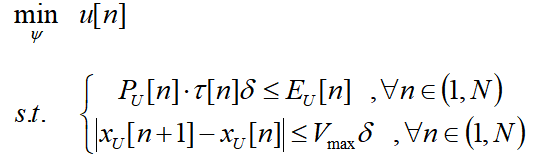 min u[n]
ψ
s.t. { P_U[n]·τ[n]δ ≤ E_U[n] ,∀n∈(1,N)
|x_U[n+1]−x_U[n]| ≤ V_max δ ,∀n∈(1,N)